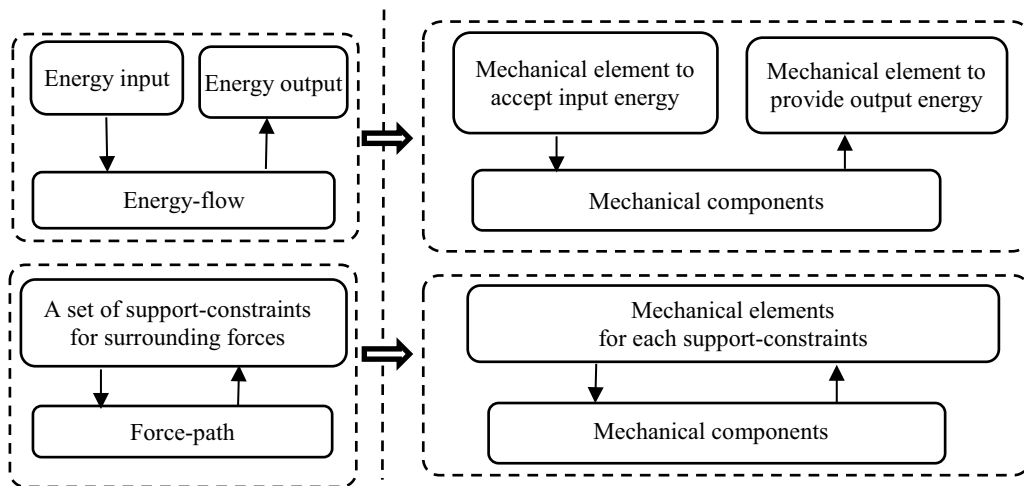 Energy input
Energy output
Energy-flow
Mechanical element to
accept input energy
Mechanical element to
provide output energy
Mechanical components
A set of support-constraints
for surrounding forces
Force-path
Mechanical elements
for each support-constraints
Mechanical components